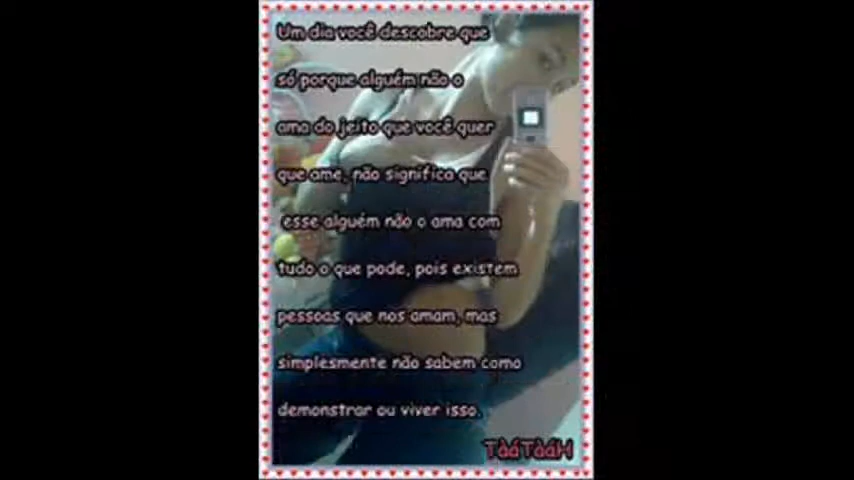 Um dia você descobre que
só porque alguém não o
ama do jeito que você quer
que ame, não significa que
esse alguém não o ama com
tudo o que pode, pois existem
pessoas que nos amam, mas
simplesmente não sabem como
demonstrar ou viver isso.
TàáTàáH